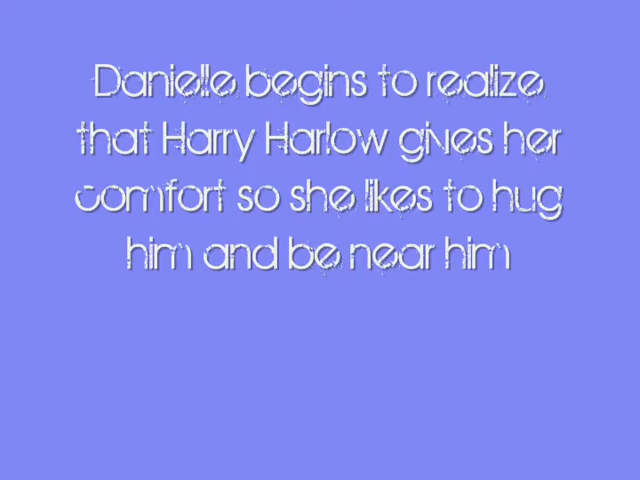 Danielle begins to realize
that Harry Harlow gives her
comfort so she likes to hug
him and be near him